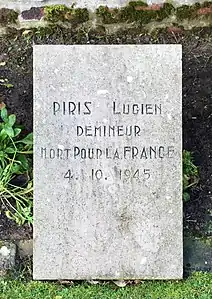 PIRIS LUCIEN
DEMINEUR
MORT POUR LA FRANCE
4. 10. 1945